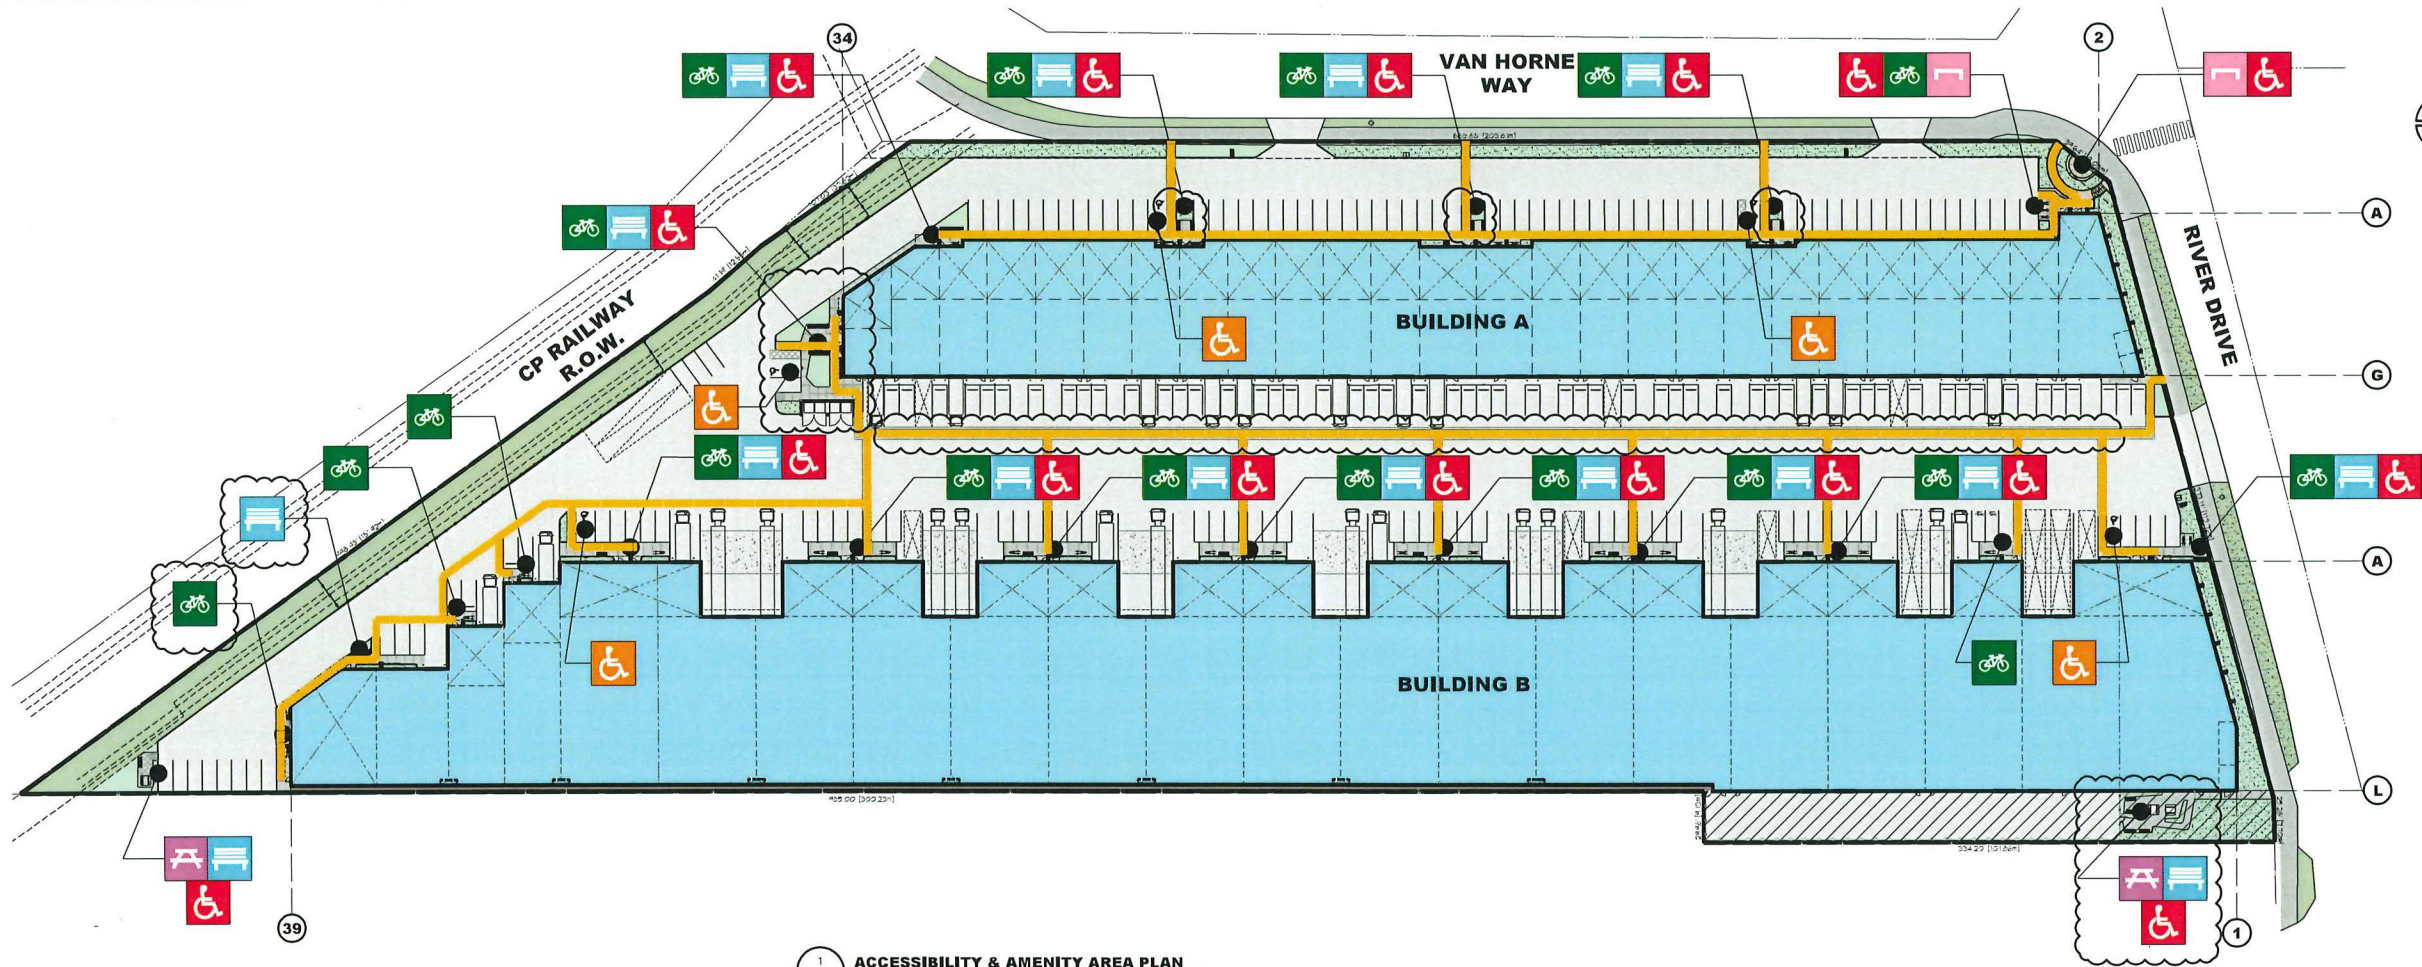 34
2
VAN HORNE
WAY
A
RIVER DRIVE
CP RAILWAY
R.O.W.
BUILDING A
G
A
BUILDING B
L
39
1
1
ACCESSIBILITY & AMENITY AREA PLAN